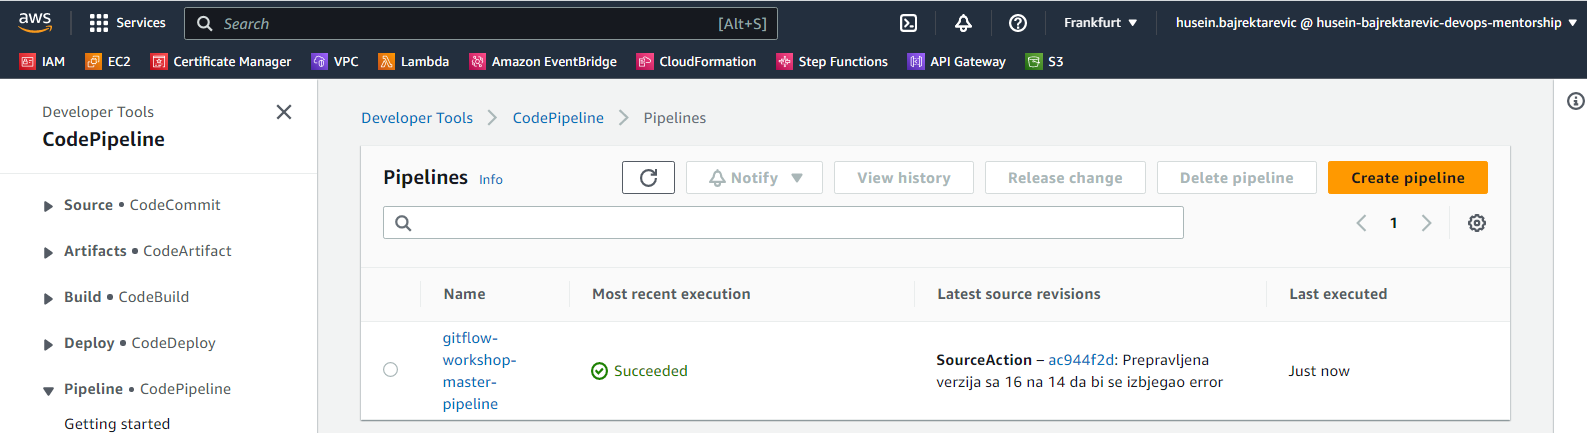 aws Services Search [Alt+S] Frankfurt husein.bajrektarevic @ husein-bajrektarevic-devops-mentorship
IAM EC2 Certificate Manager VPC Lambda Amazon EventBridge CloudFormation Step Functions API Gateway S3
Developer Tools
CodePipeline
Source • CodeCommit
Artifacts • CodeArtifact
Build • CodeBuild
Deploy • CodeDeploy
Pipeline • CodePipeline
Getting started
Developer Tools > CodePipeline > Pipelines
Pipelines Info Notify View history Release change Delete pipeline Create pipeline
1
Name Most recent execution Latest source revisions Last executed
gitflow-
workshop-
master-
pipeline
Succeeded
SourceAction – ac944f2d: Prepravljena
verzija sa 16 na 14 da bi se izbjegao error
Just now